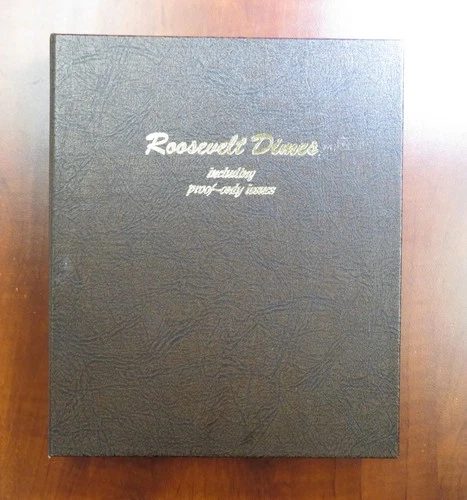 Roosevelt Dimes
including
proof-only issues